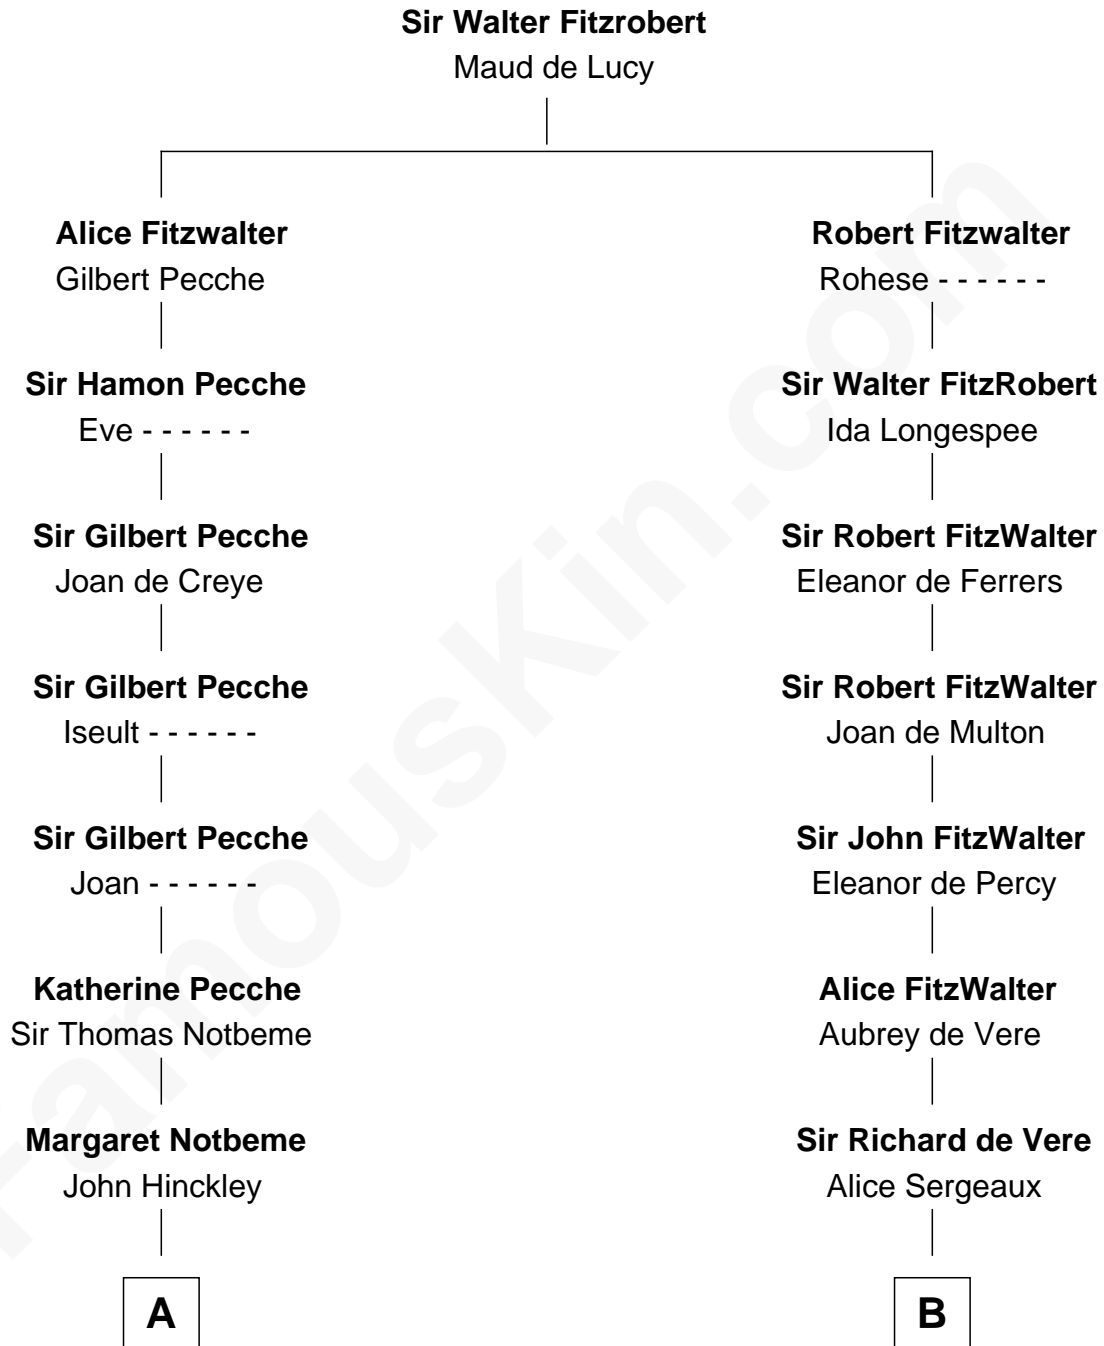 Sir Walter Fitzrobert
Maud de Lucy
Alice Fitzwalter
Gilbert Pecche
Robert Fitzwalter
Rohese - - - - - -
Sir Hamon Pecche
Eve - - - - - -
Sir Walter FitzRobert
Ida Longespee
Sir Gilbert Pecche
Joan de Creye
Sir Robert FitzWalter
Eleanor de Ferrers
Sir Gilbert Pecche
Iseult - - - - - -
Sir Robert FitzWalter
Joan de Multon
Sir Gilbert Pecche
Joan - - - - - -
Sir John FitzWalter
Eleanor de Percy
Katherine Pecche
Sir Thomas Notbeme
Alice FitzWalter
Aubrey de Vere
Margaret Notbeme
John Hinckley
Sir Richard de Vere
Alice Sergeaux
A
B
FamousKin.com